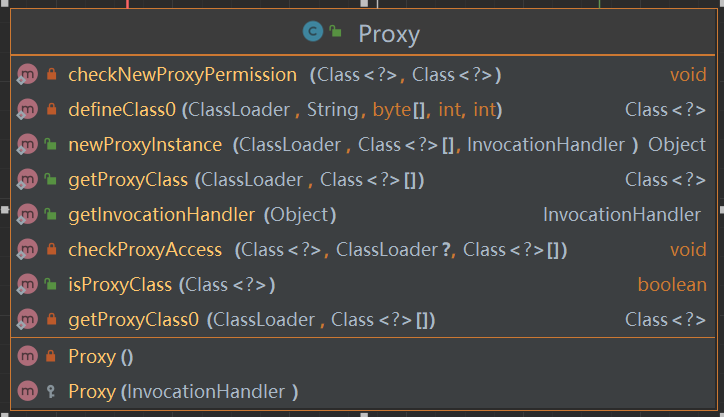 Proxy
checkNewProxyPermission (Class<?>, Class<?>) void
defineClass0 (ClassLoader, String, byte[], int, int) Class<?>
newProxyInstance (ClassLoader, Class<?>[], InvocationHandler) Object
getProxyClass (ClassLoader, Class<?>[]) Class<?>
getInvocationHandler (Object) InvocationHandler
checkProxyAccess (Class<?>, ClassLoader?, Class<?>[]) void
isProxyClass (Class<?>) boolean
getProxyClass0 (ClassLoader, Class<?>[]) Class<?>
Proxy ()
Proxy (InvocationHandler)